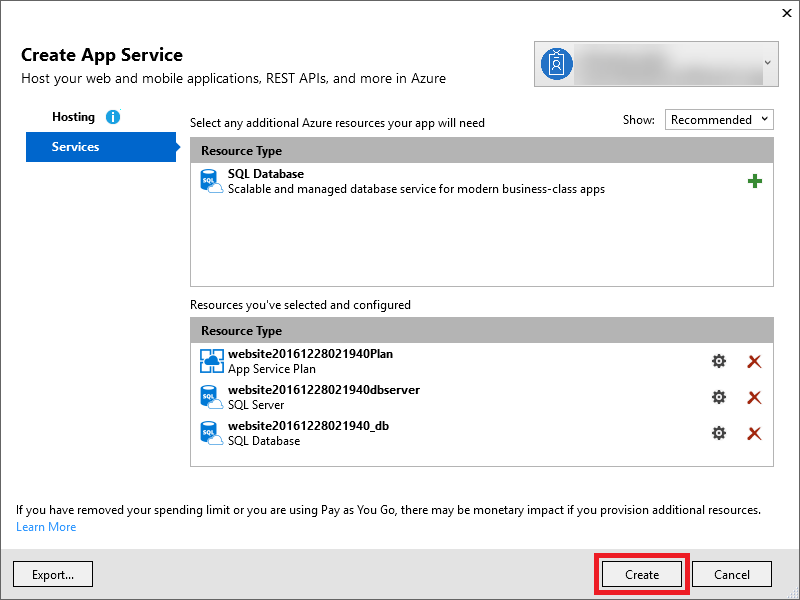 Create App Service
Host your web and mobile applications, REST APIs, and more in Azure
Hosting
Services
Select any additional Azure resources your app will need
Show: Recommended
Resource Type
SQL Database
Scalable and managed database service for modern business-class apps
Resources you've selected and configured
Resource Type
website20161228021940Plan
App Service Plan
website20161228021940dbserver
SQL Server
website20161228021940_db
SQL Database
If you have removed your spending limit or you are using Pay as You Go, there may be monetary impact if you provision additional resources.
Learn More
Export... Create Cancel